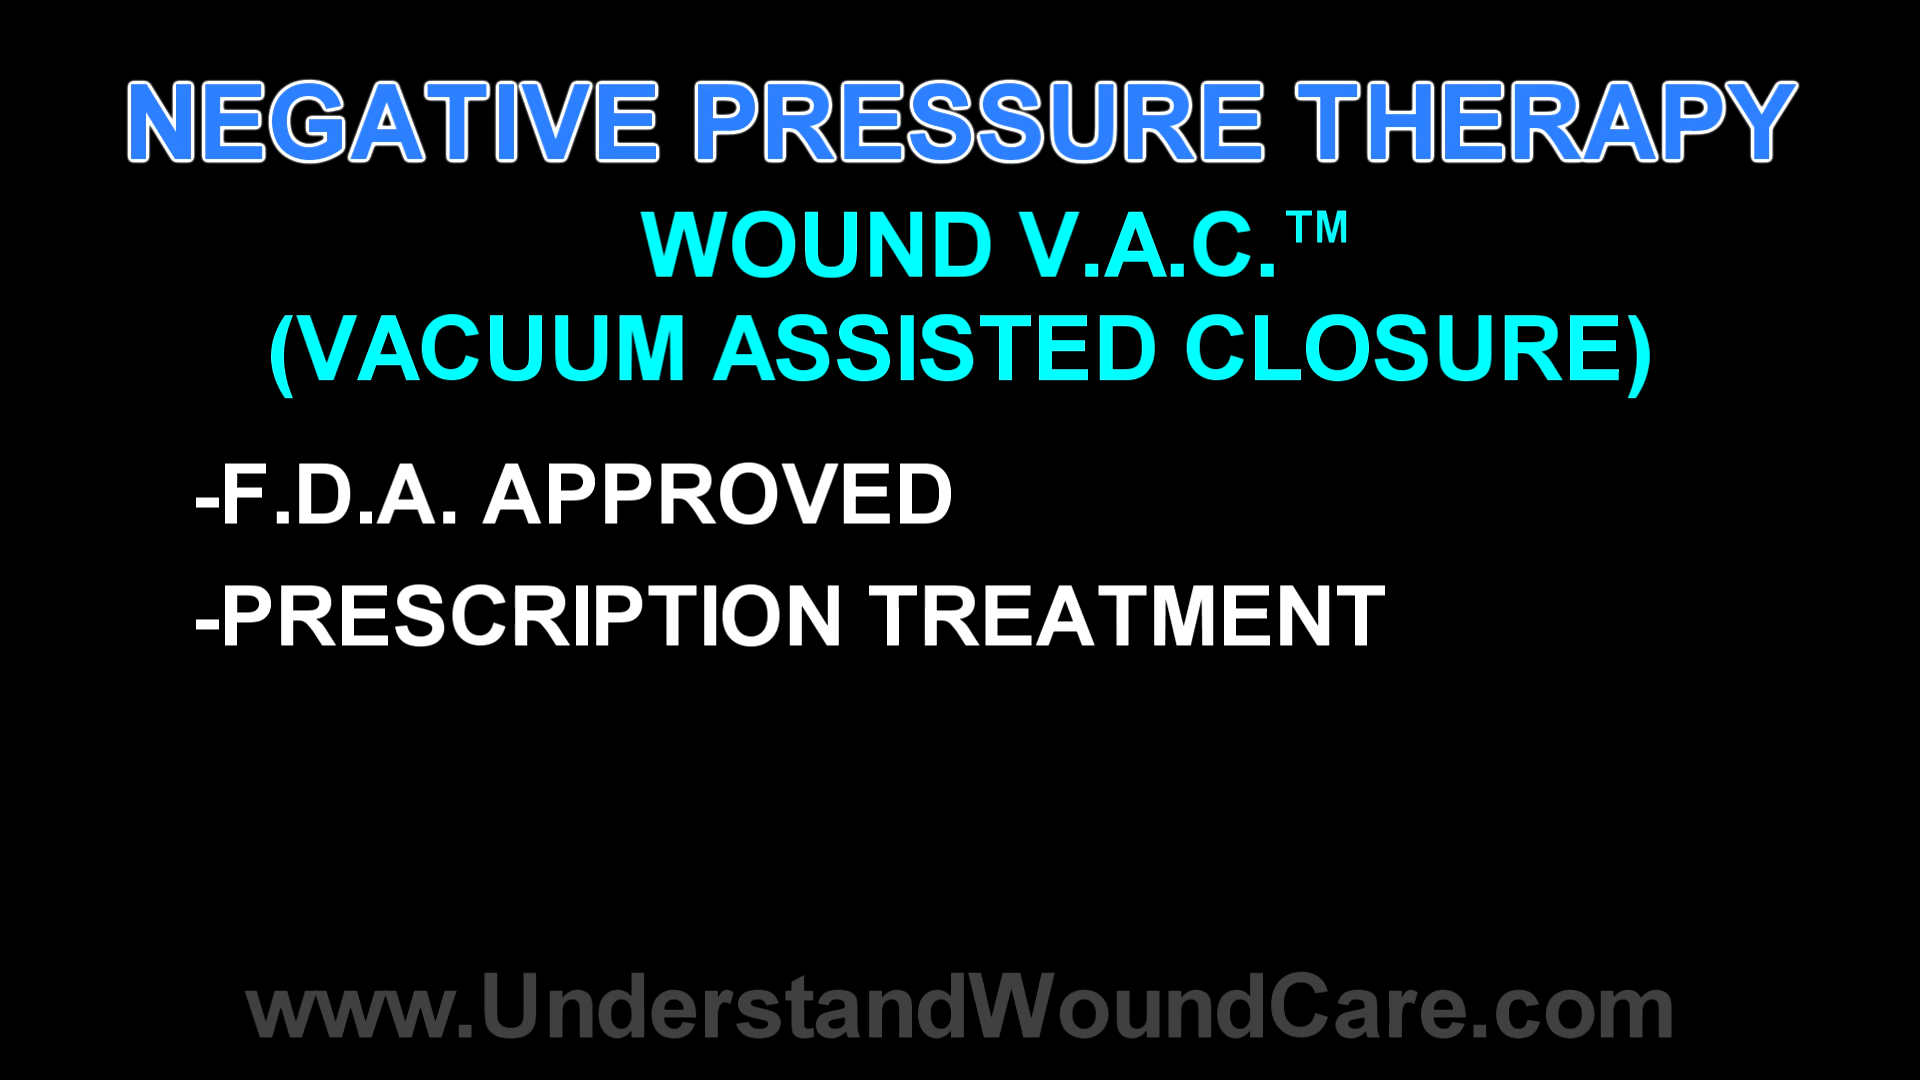 NEGATIVE PRESSURE THERAPY
WOUND V.A.C.™
(VACUUM ASSISTED CLOSURE)
-F.D.A. APPROVED
-PRESCRIPTION TREATMENT
www.UnderstandWoundCare.com